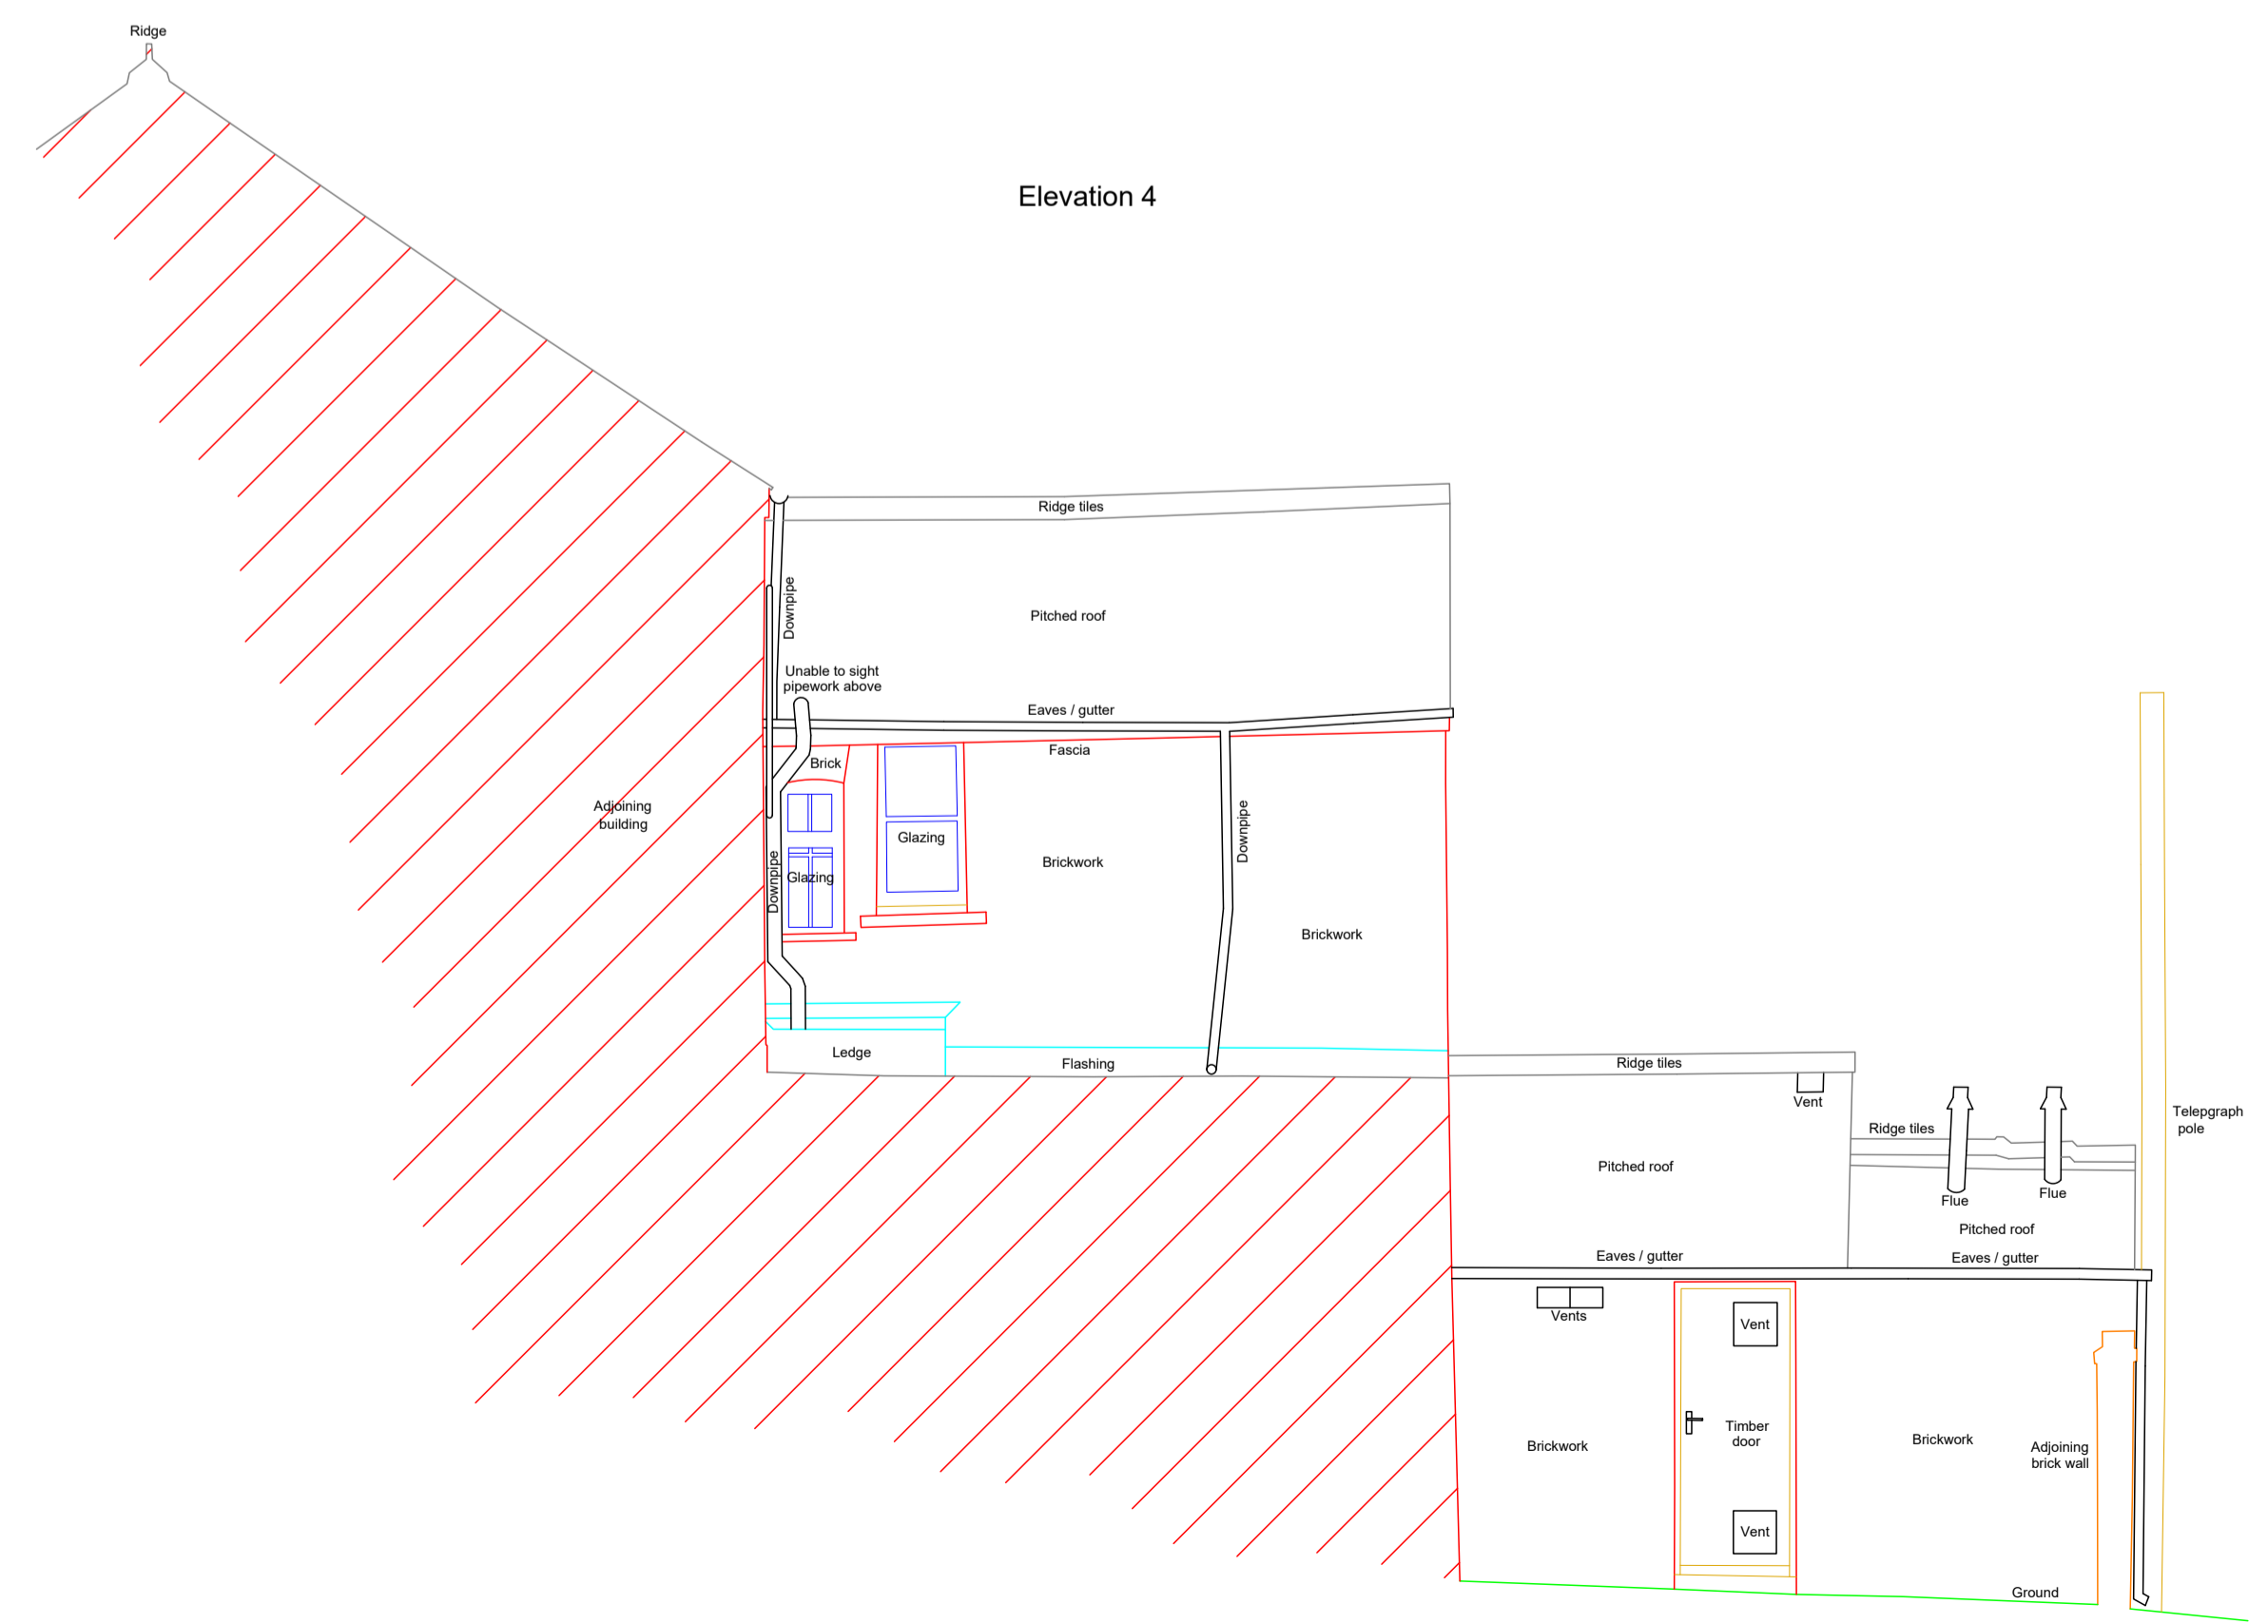 Ridge
Elevation 4
Ridge tiles
Downpipe
Pitched roof
Unable to sight
pipework above
Eaves / gutter
Fascia
Brick
Adjoining
building
Glazing
Downpipe
Brickwork
Glazing
Downpipe
Brickwork
Ledge
Flashing
Ridge tiles
Vent
Telepgraph
pole
Ridge tiles
Pitched roof
Flue
Flue
Pitched roof
Eaves / gutter
Eaves / gutter
Vents
Vent
Timber
door
Brickwork
Brickwork
Adjoining
brick wall
Vent
Ground